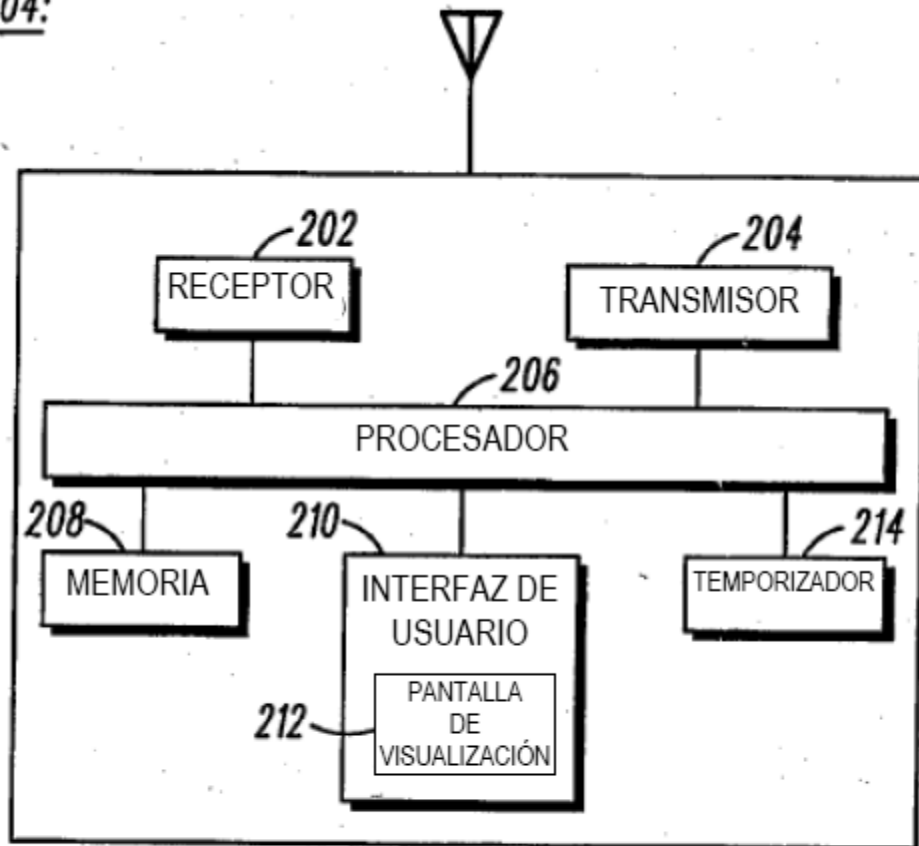 04:
202
RECEPTOR
204
TRANSMISOR
206
PROCESADOR
208
MEMORIA
210
INTERFAZ DE
USUARIO
212
PANTALLA
DE
VISUALIZACIÓN
214
TEMPORIZADOR